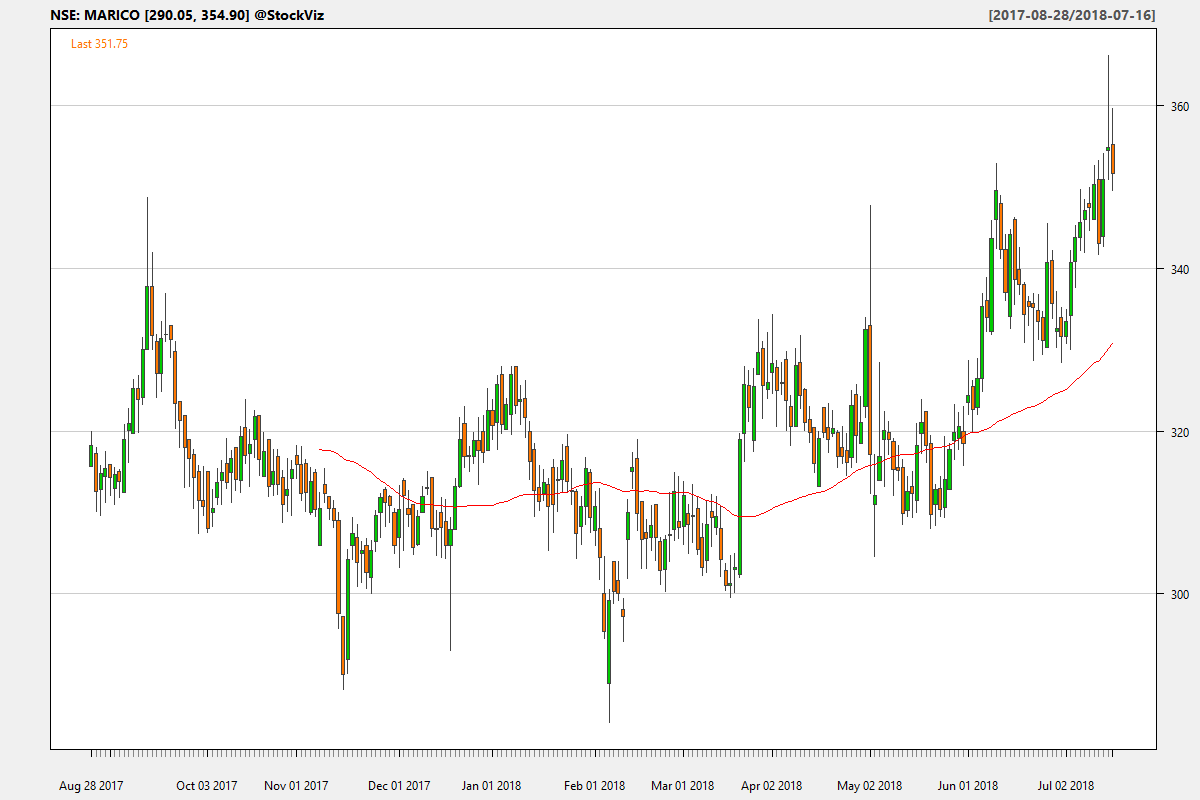 NSE: MARICO [290.05, 354.90] @StockViz
[2017-08-28/2018-07-16]
Last 351.75
360
340
320
300
Aug 28 2017 Oct 03 2017 Nov 01 2017 Dec 01 2017 Jan 01 2018 Feb 01 2018 Mar 01 2018 Apr 02 2018 May 02 2018 Jun 01 2018 Jul 02 2018